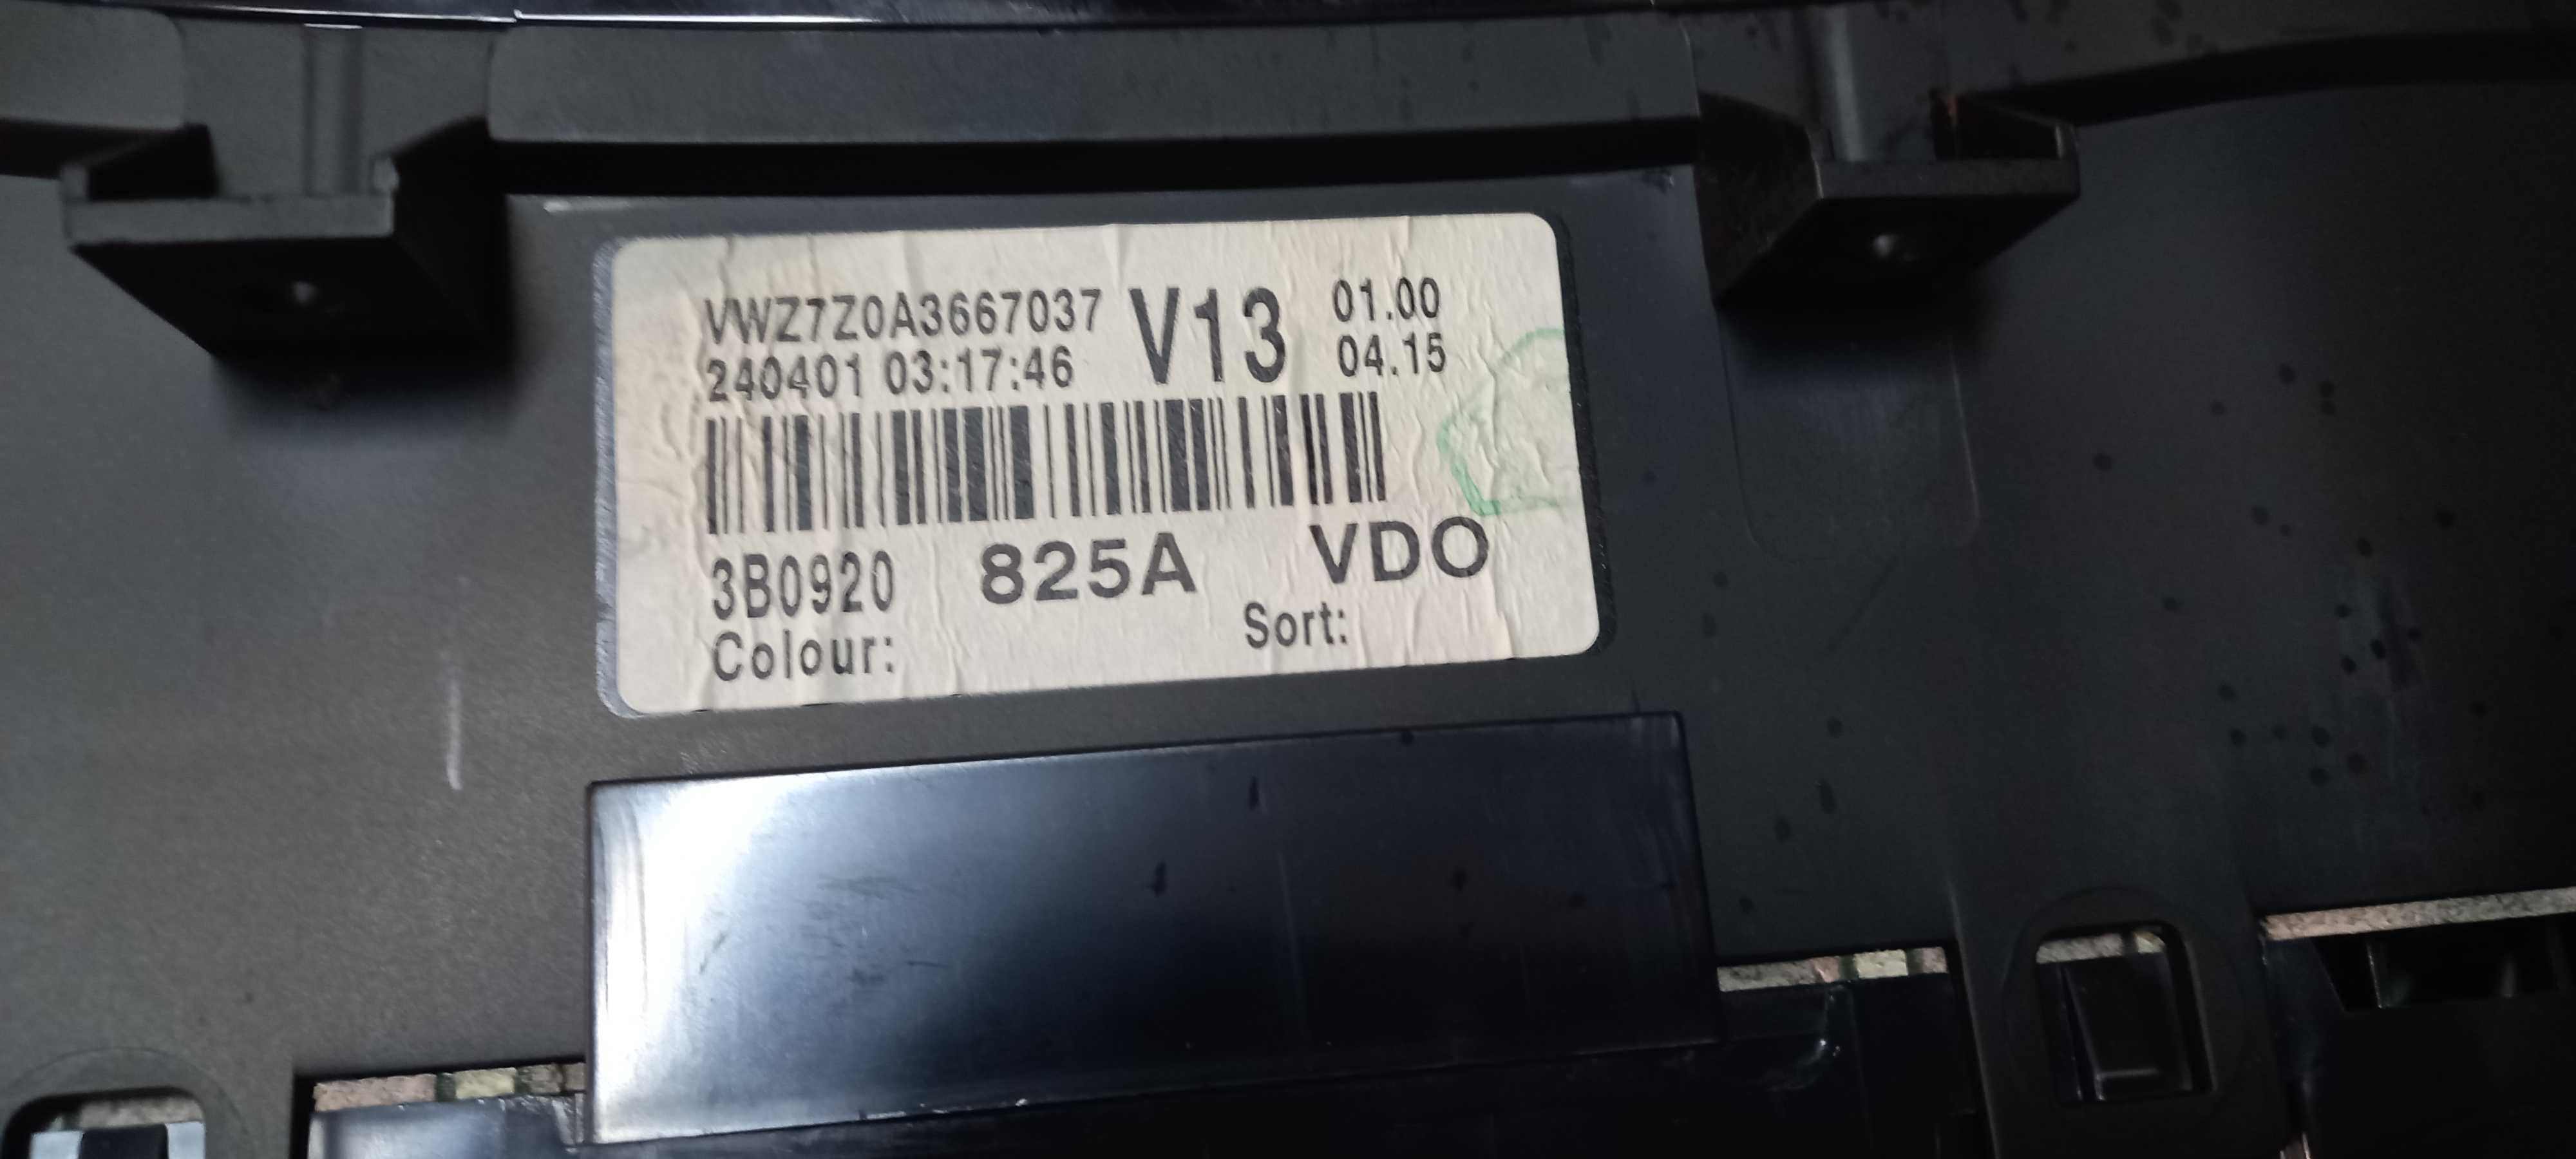 VWZ7Z0A3667037 V13 01.00
240401 03:17:46 04.15
3B0920 825A VDO
Colour: Sort: